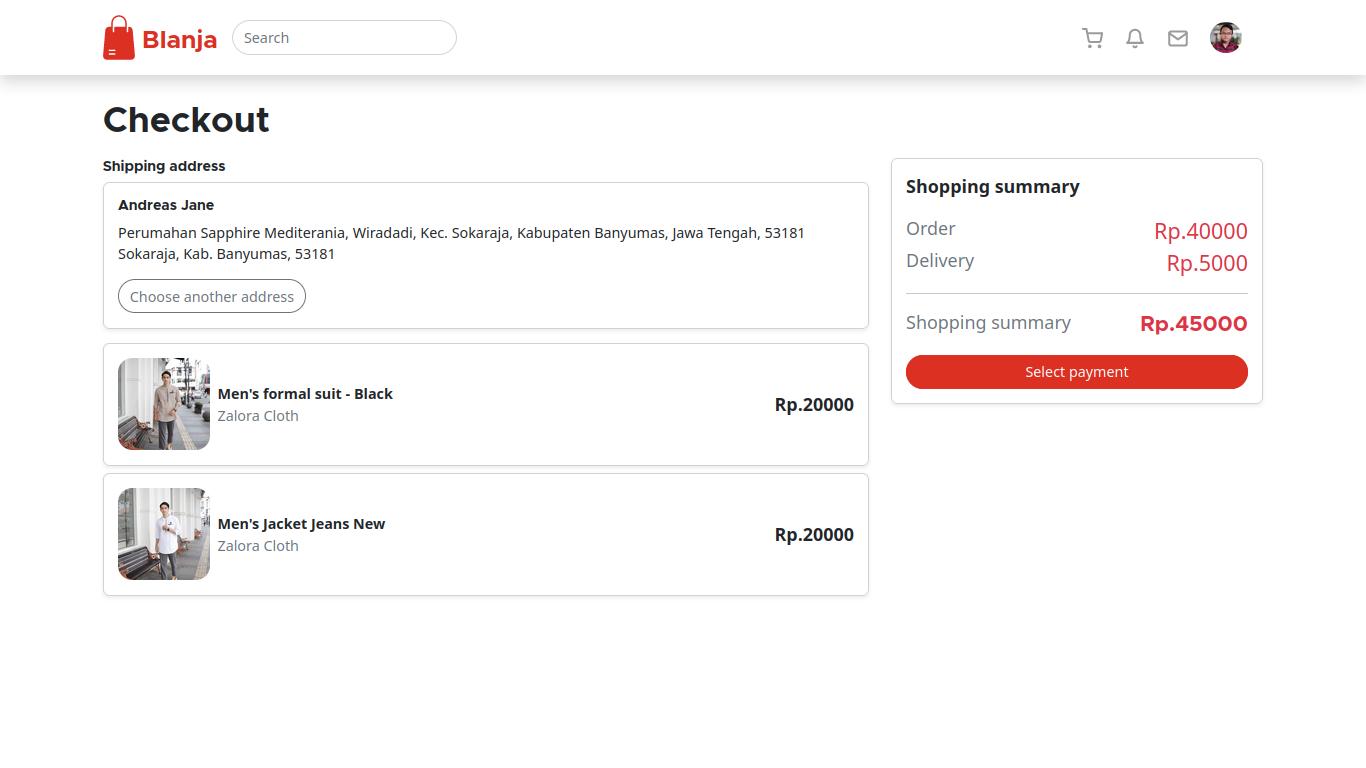 Blanja
Search
Checkout
Shipping address
Andreas Jane
Perumahan Sapphire Mediterania, Wiradadi, Kec. Sokaraja, Kabupaten Banyumas, Jawa Tengah, 53181
Sokaraja, Kab. Banyumas, 53181
Choose another address
Men's formal suit - Black
Zalora Cloth
Rp.20000
Men's Jacket Jeans New
Zalora Cloth
Rp.20000
Shopping summary
Order Rp.40000
Delivery Rp.5000
Shopping summary Rp.45000
Select payment